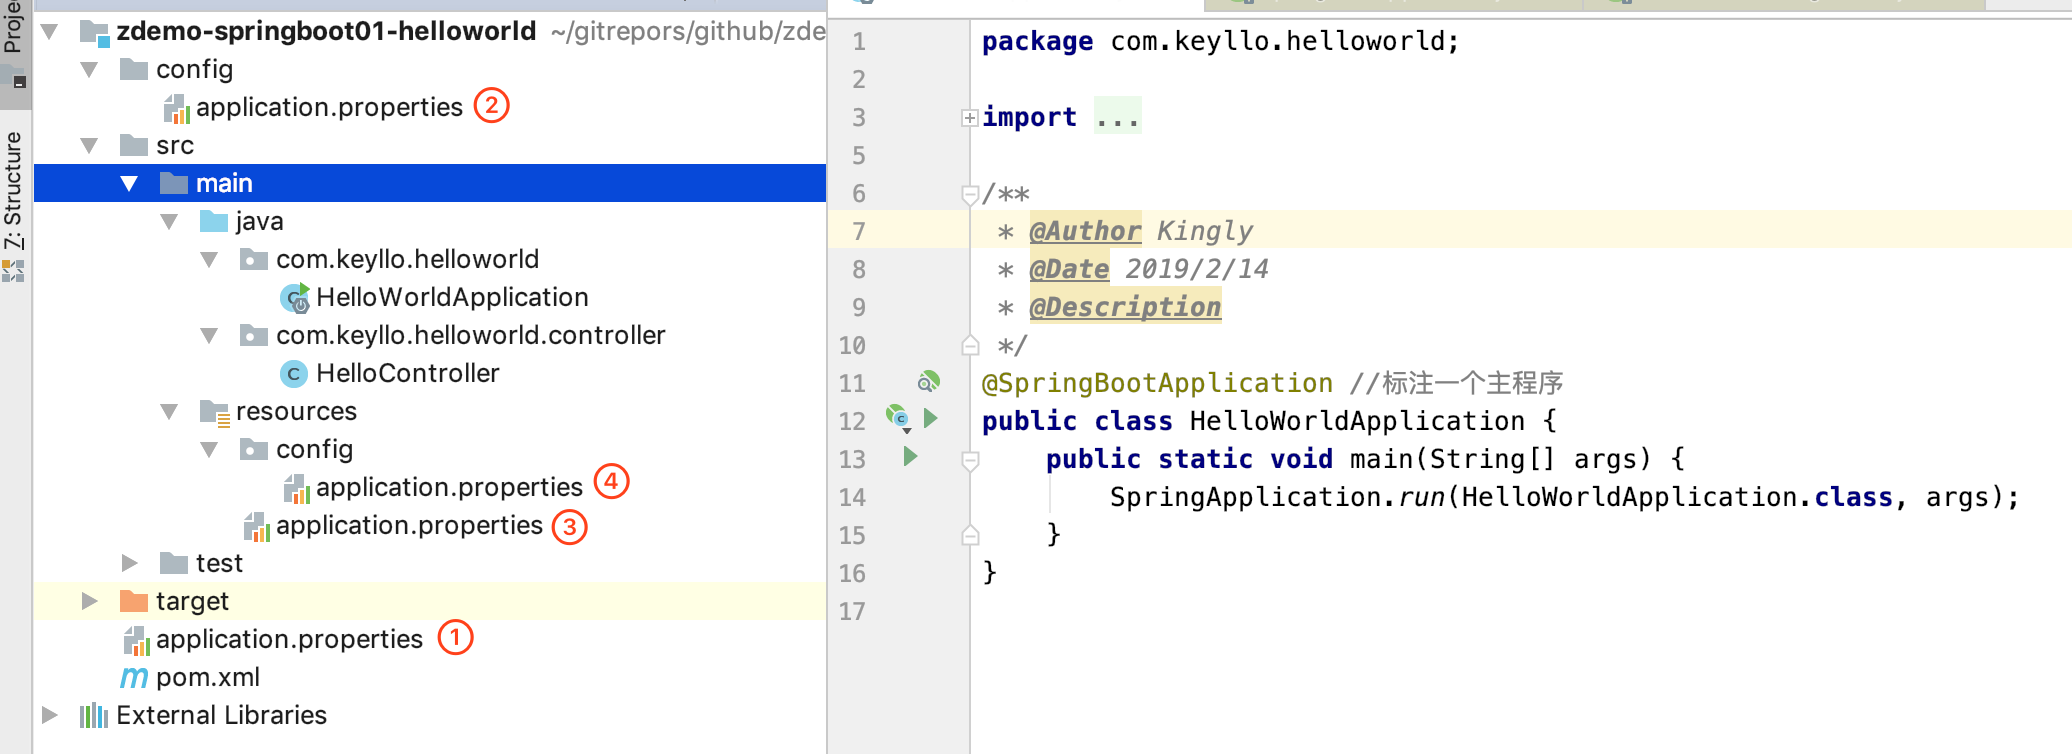 Project
7: Structure
zdemo-springboot01-helloworld ~/gitrepors/github/zde
config
application.properties ②
src
main
java
com.keyllo.helloworld
HelloWorldApplication
com.keyllo.helloworld.controller
HelloController
resources
config
application.properties ④
application.properties ③
test
target
application.properties ①
pom.xml
External Libraries
1 package com.keyllo.helloworld;
2
3 import ...
5
6 /**
7 * @Author Kingly
8 * @Date 2019/2/14
9 * @Description
10 */
11 @SpringBootApplication //标注一个主程序
12 public class HelloWorldApplication {
13 public static void main(String[] args) {
14 SpringApplication.run(HelloWorldApplication.class, args);
15 }
16 }
17